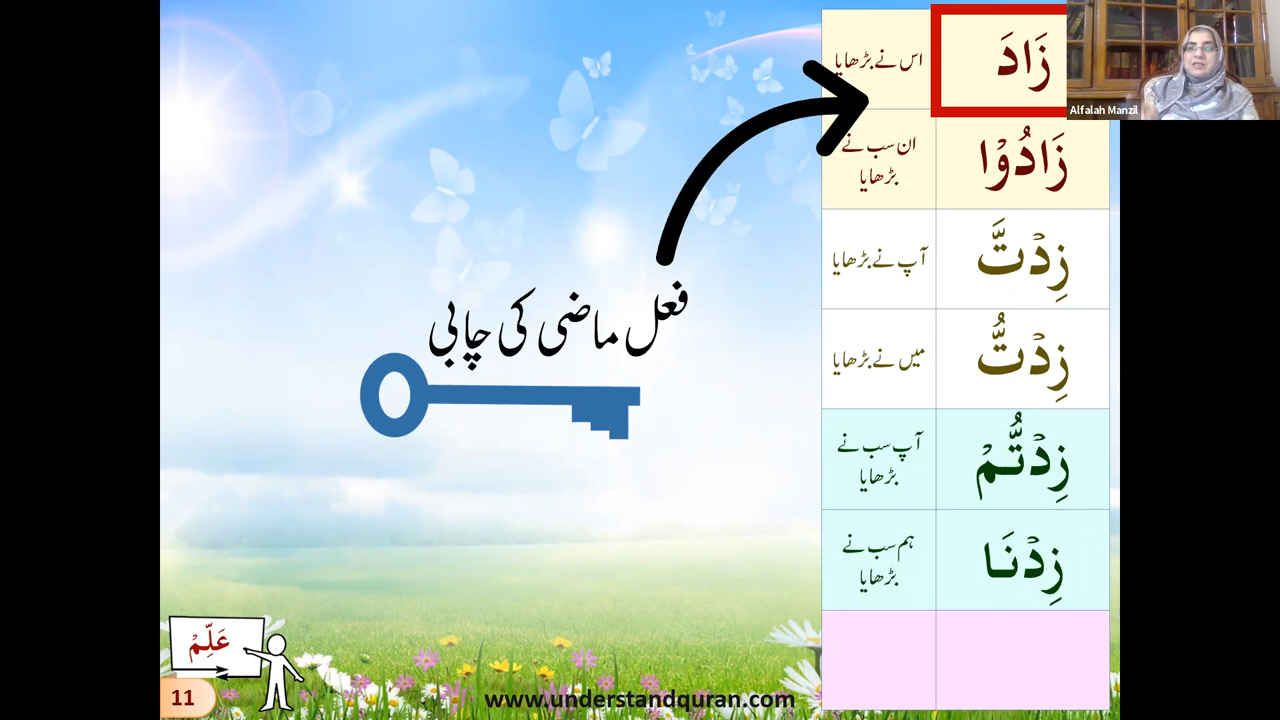 زَادَ
اس نے بڑھایا
Alfalah Manzil
زَادُوْا
ان سب نے
بڑھایا
زِدْتَّ
آپ نے بڑھایا
زِدْتُّ
میں نے بڑھایا
زِدْتُّمْ
آپ سب نے
بڑھایا
زِدْنَا
ہم سب نے
بڑھایا
فعل ماضی کی چابی
عَلِّمْ
11
www.understandquran.com